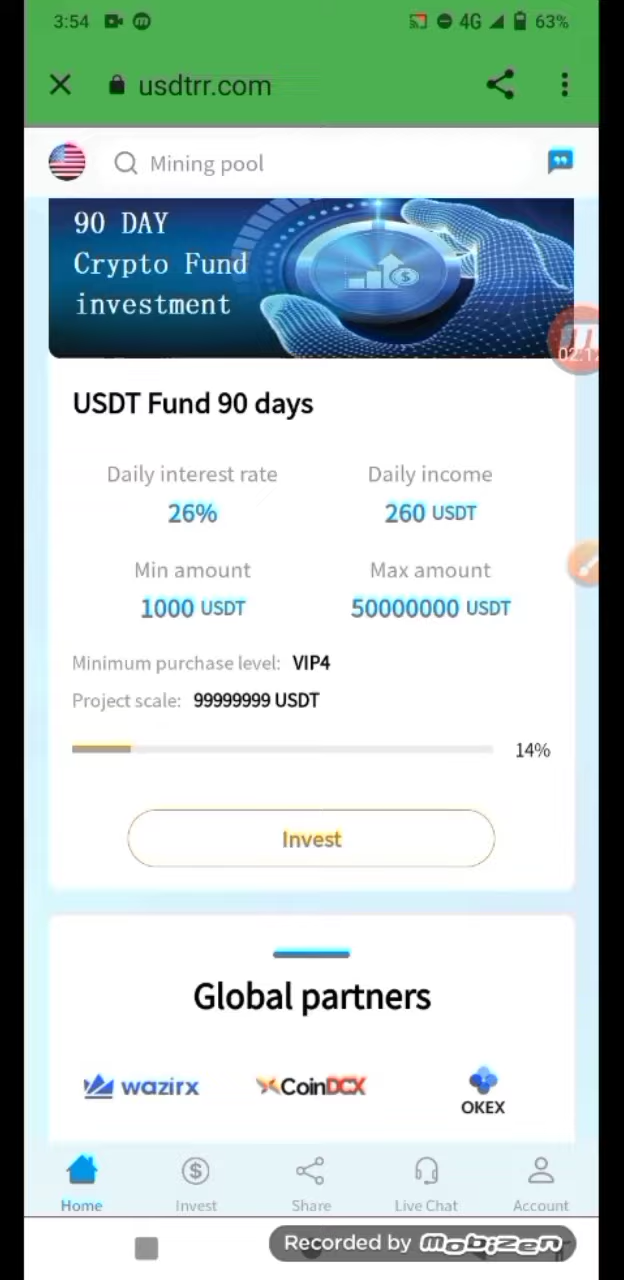 3:54
4G
63%
usdtrr.com
Mining pool
90 DAY
Crypto Fund
investment
USDT Fund 90 days
Daily interest rate
Daily income
26%
260 USDT
Min amount
Max amount
1000 USDT
50000000 USDT
Minimum purchase level: VIP4
Project scale: 99999999 USDT
14%
Invest
Global partners
wazirx
CoinDCX
OKEX
Home
Invest
Share
Live Chat
Account
Recorded by mobizen